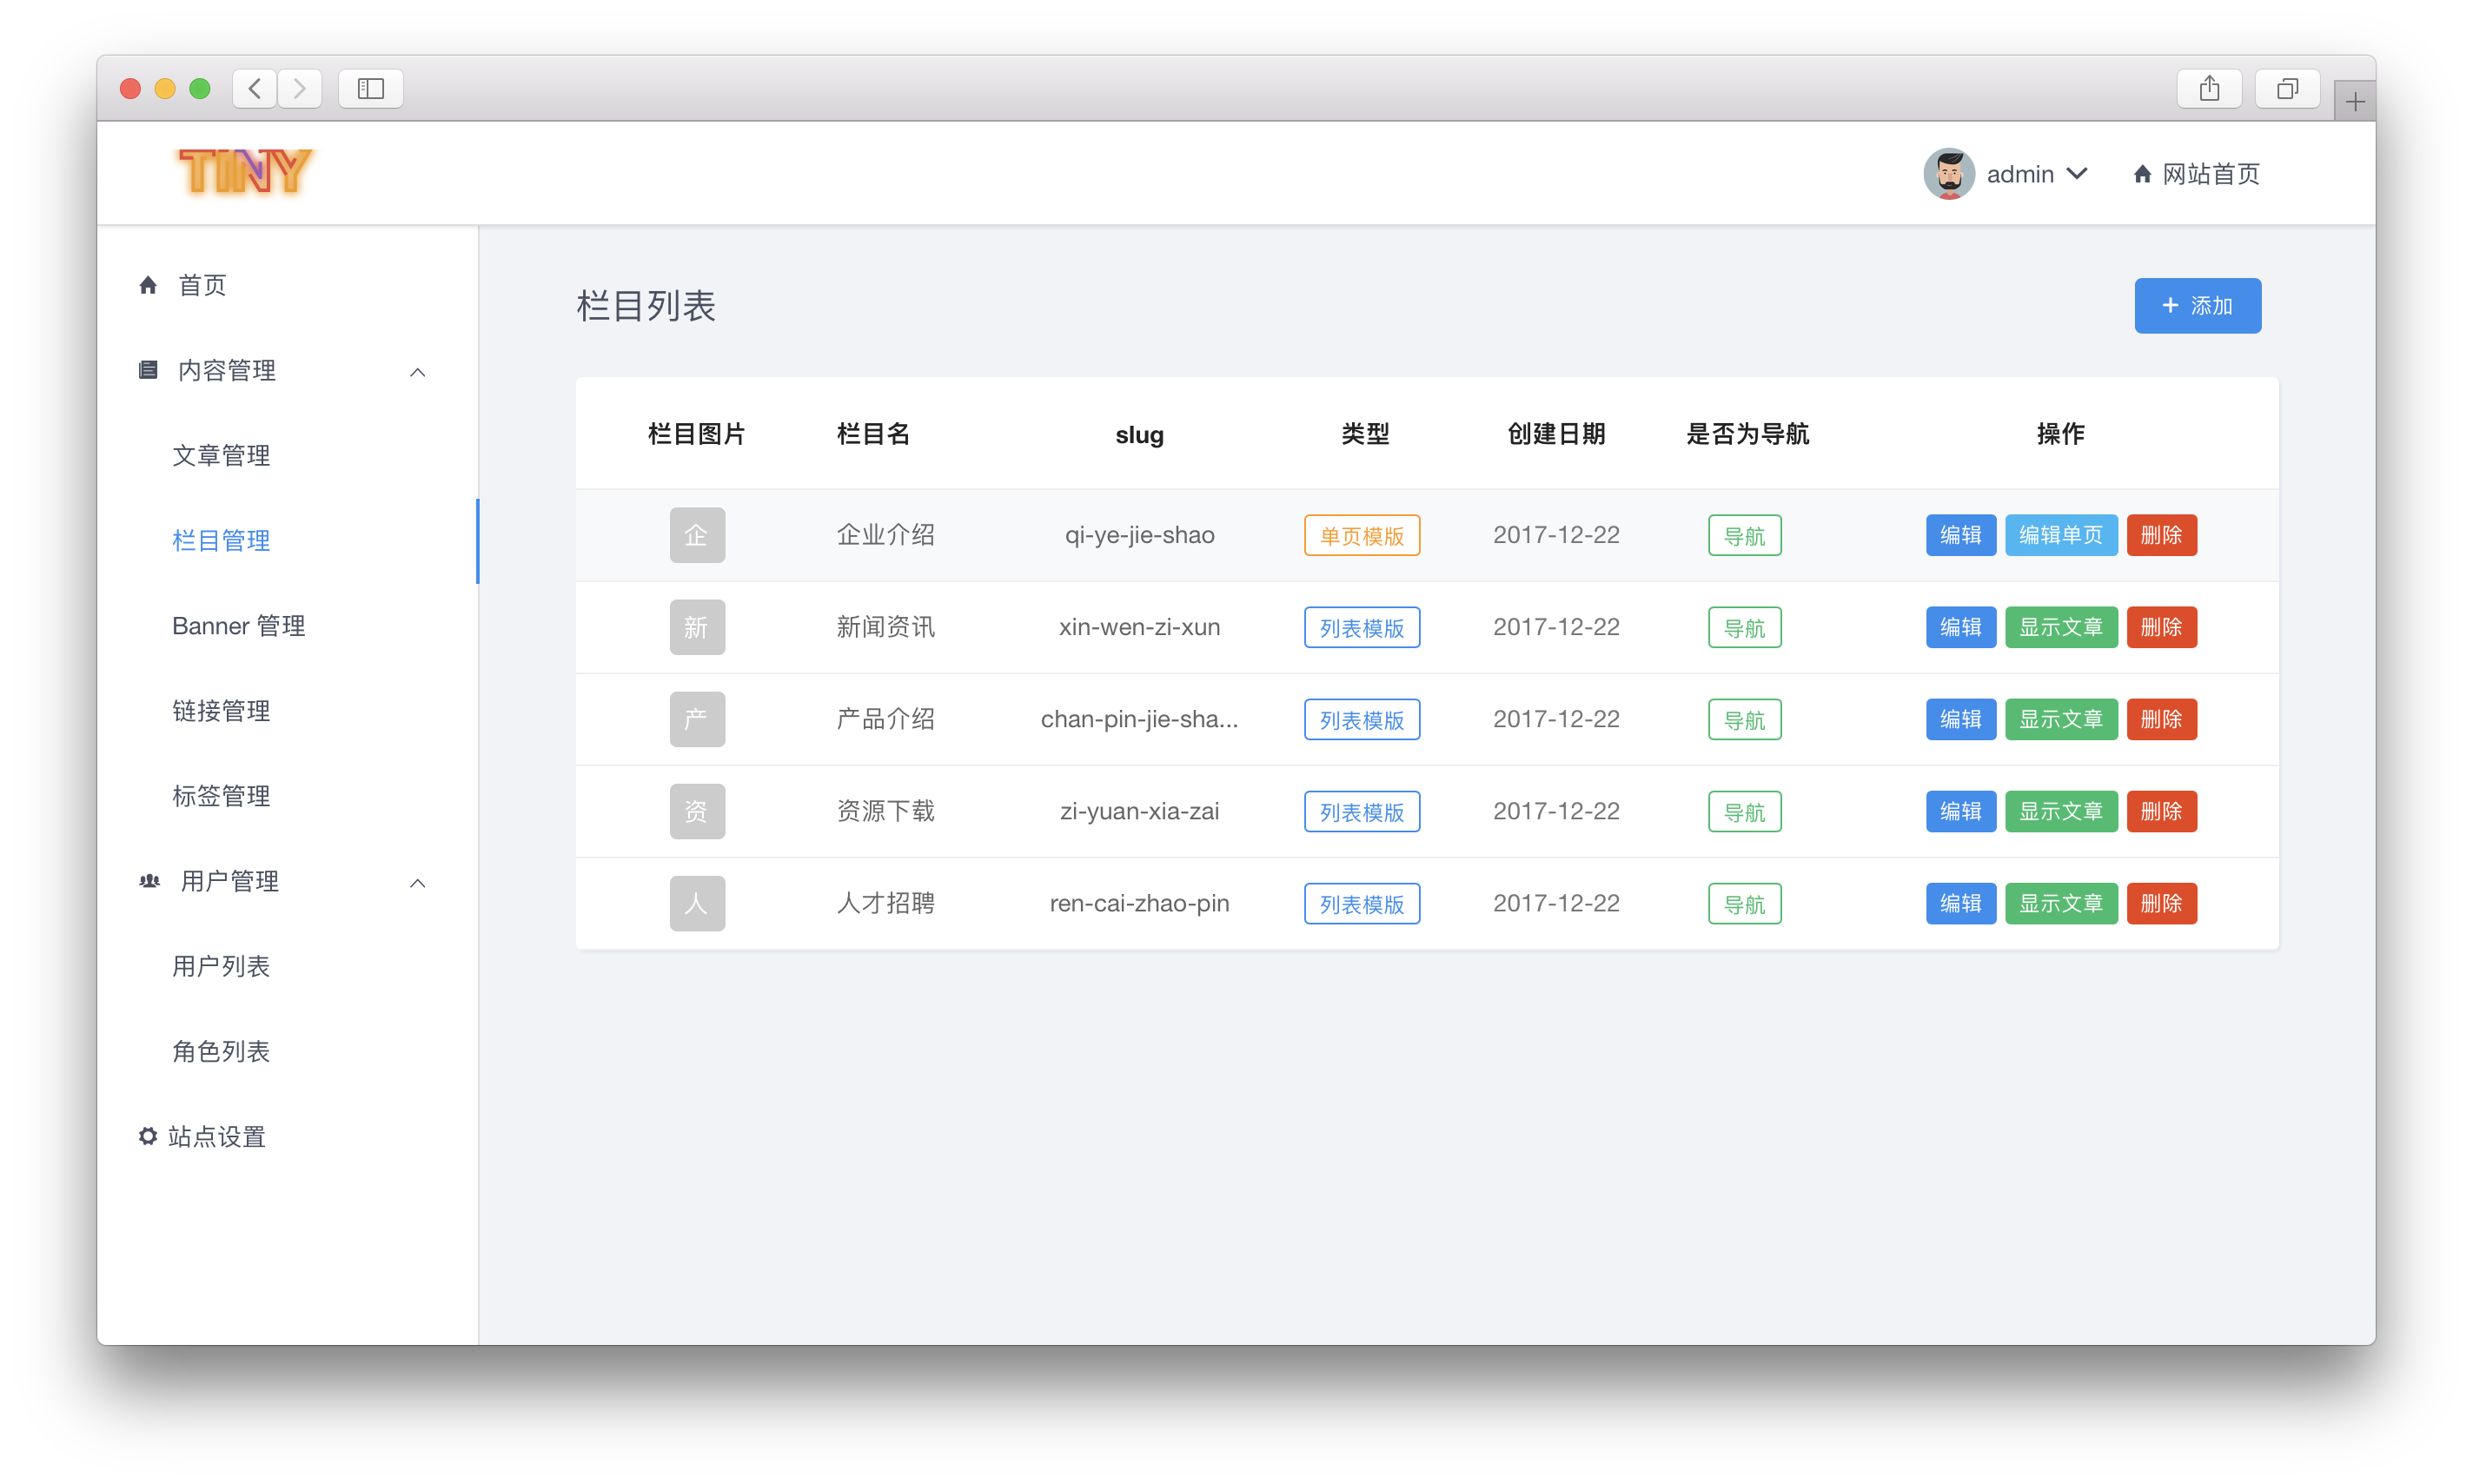 TINY
admin
网站首页
首页
内容管理
文章管理
栏目管理
Banner 管理
链接管理
标签管理
用户管理
用户列表
角色列表
站点设置
栏目列表
+ 添加
栏目图片 栏目名 slug 类型 创建日期 是否为导航 操作
企 企业介绍 qi-ye-jie-shao 单页模版 2017-12-22 导航 编辑 编辑单页 删除
新 新闻资讯 xin-wen-zi-xun 列表模版 2017-12-22 导航 编辑 显示文章 删除
产 产品介绍 chan-pin-jie-sha... 列表模版 2017-12-22 导航 编辑 显示文章 删除
资 资源下载 zi-yuan-xia-zai 列表模版 2017-12-22 导航 编辑 显示文章 删除
人 人才招聘 ren-cai-zhao-pin 列表模版 2017-12-22 导航 编辑 显示文章 删除